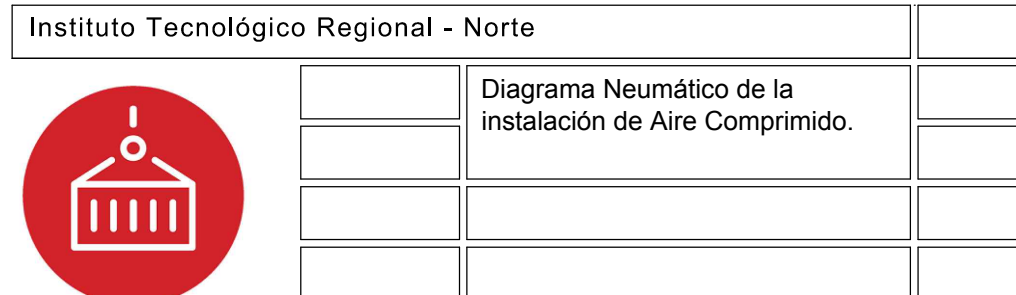 Instituto Tecnológico Regional - Norte
Diagrama Neumático de la
instalación de Aire Comprimido.